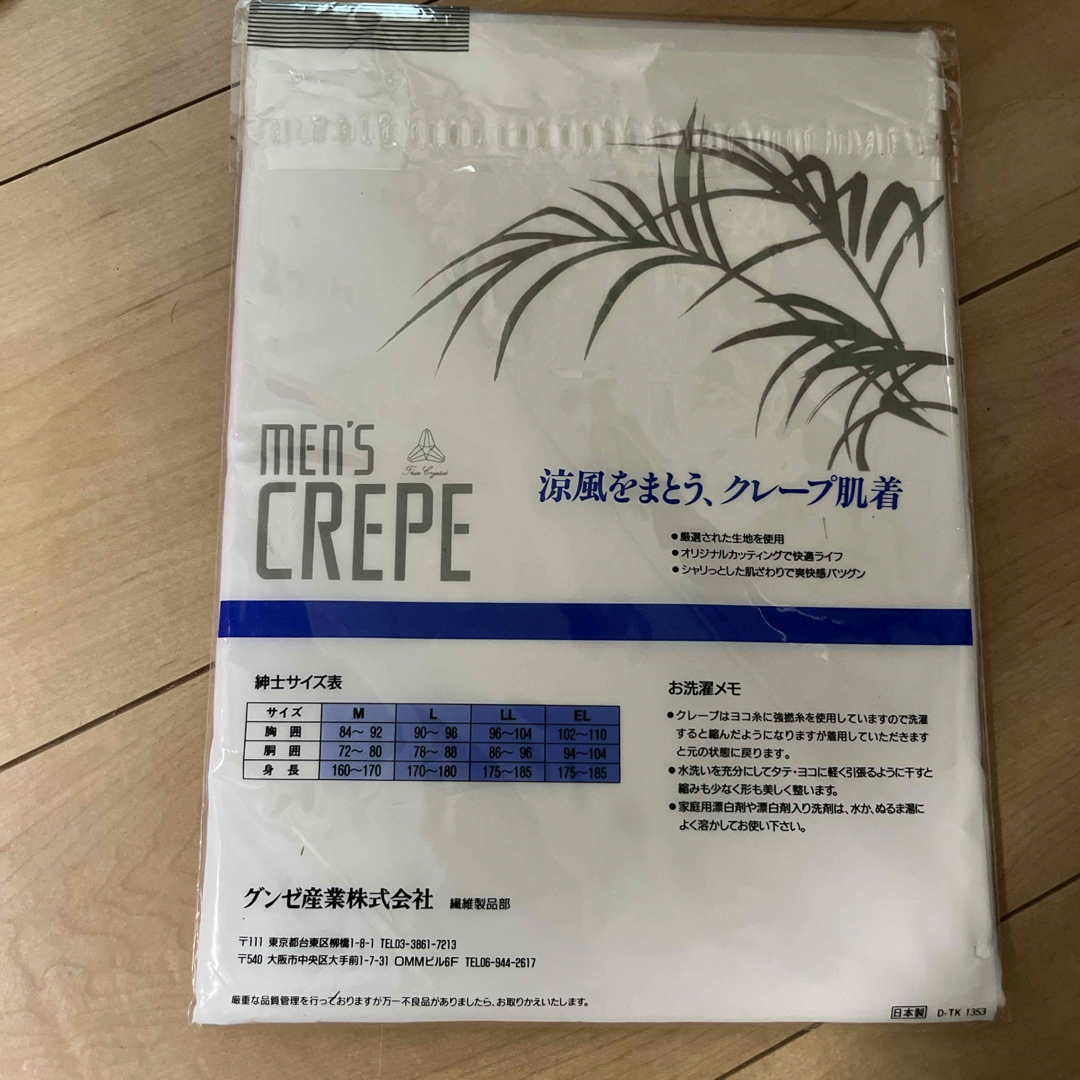 MEN'S
CREPE
涼風をまとう、クレープ肌着
●厳選された生地を使用
●オリジナルカッティングで快適ライフ
●シャリっとした肌ざわりで爽快感バツグン
紳士サイズ表
サイズ M L LL EL
胸 囲 84〜 92 90〜 98 96〜104 102〜110
胴 囲 72〜 80 78〜 88 86〜 96 94〜104
身 長 160〜170 170〜180 175〜185 175〜185
お洗濯メモ
●クレープはヨコ糸に強撚糸を使用していますので洗濯
すると縮んだようになりますが着用していただきます
と元の状態に戻ります。
●水洗いを充分にしてタテ・ヨコに軽く引張るように干すと
縮みも少なく形も美しく整います。
●家庭用漂白剤や漂白剤入り洗剤は、水か、ぬるま湯に
よく溶かしてお使い下さい。
グンゼ産業株式会社 繊維製品部
〒111 東京都台東区柳橋1-8-1 TEL03-3861-7213
〒540 大阪市中央区大手前1-7-31 OMMビル6F TEL06-944-2617
厳重な品質管理を行っておりますが万一不良品がありましたら、お取りかえいたします。
日本製 D-TK 1353